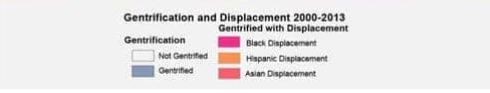 Gentrification and Displacement 2000-2013
Gentrified with Displacement
Gentrification
Black Displacement
Not Gentrified
Hispanic Displacement
Gentrified
Asian Displacement